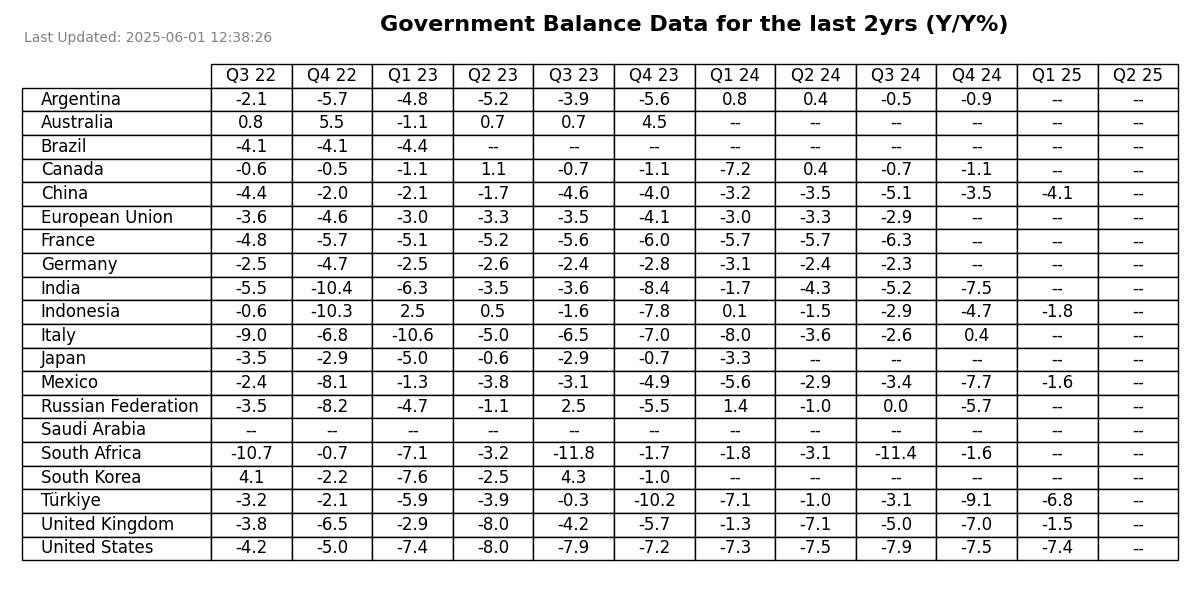 Government Balance Data for the last 2yrs (Y/Y%)
Last Updated: 2025-06-01 12:38:26
Q3 22 Q4 22 Q1 23 Q2 23 Q3 23 Q4 23 Q1 24 Q2 24 Q3 24 Q4 24 Q1 25 Q2 25
Argentina -2.1 -5.7 -4.8 -5.2 -3.9 -5.6 0.8 0.4 -0.5 -0.9 -- --
Australia 0.8 5.5 -1.1 0.7 0.7 4.5 -- -- -- -- -- --
Brazil -4.1 -4.1 -4.4 -- -- -- -- -- -- -- -- --
Canada -0.6 -0.5 -1.1 1.1 -0.7 -1.1 -7.2 0.4 -0.7 -1.1 -- --
China -4.4 -2.0 -2.1 -1.7 -4.6 -4.0 -3.2 -3.5 -5.1 -3.5 -4.1 --
European Union -3.6 -4.6 -3.0 -3.3 -3.5 -4.1 -3.0 -3.3 -2.9 -- -- --
France -4.8 -5.7 -5.1 -5.2 -5.6 -6.0 -5.7 -5.7 -6.3 -- -- --
Germany -2.5 -4.7 -2.5 -2.6 -2.4 -2.8 -3.1 -2.4 -2.3 -- -- --
India -5.5 -10.4 -6.3 -3.5 -3.6 -8.4 -1.7 -4.3 -5.2 -7.5 -- --
Indonesia -0.6 -10.3 2.5 0.5 -1.6 -7.8 0.1 -1.5 -2.9 -4.7 -1.8 --
Italy -9.0 -6.8 -10.6 -5.0 -6.5 -7.0 -8.0 -3.6 -2.6 0.4 -- --
Japan -3.5 -2.9 -5.0 -0.6 -2.9 -0.7 -3.3 -- -- -- -- --
Mexico -2.4 -8.1 -1.3 -3.8 -3.1 -4.9 -5.6 -2.9 -3.4 -7.7 -1.6 --
Russian Federation -3.5 -8.2 -4.7 -1.1 2.5 -5.5 1.4 -1.0 0.0 -5.7 -- --
Saudi Arabia -- -- -- -- -- -- -- -- -- -- -- --
South Africa -10.7 -0.7 -7.1 -3.2 -11.8 -1.7 -1.8 -3.1 -11.4 -1.6 -- --
South Korea 4.1 -2.2 -7.6 -2.5 4.3 -1.0 -- -- -- -- -- --
Türkiye -3.2 -2.1 -5.9 -3.9 -0.3 -10.2 -7.1 -1.0 -3.1 -9.1 -6.8 --
United Kingdom -3.8 -6.5 -2.9 -8.0 -4.2 -5.7 -1.3 -7.1 -5.0 -7.0 -1.5 --
United States -4.2 -5.0 -7.4 -8.0 -7.9 -7.2 -7.3 -7.5 -7.9 -7.5 -7.4 --